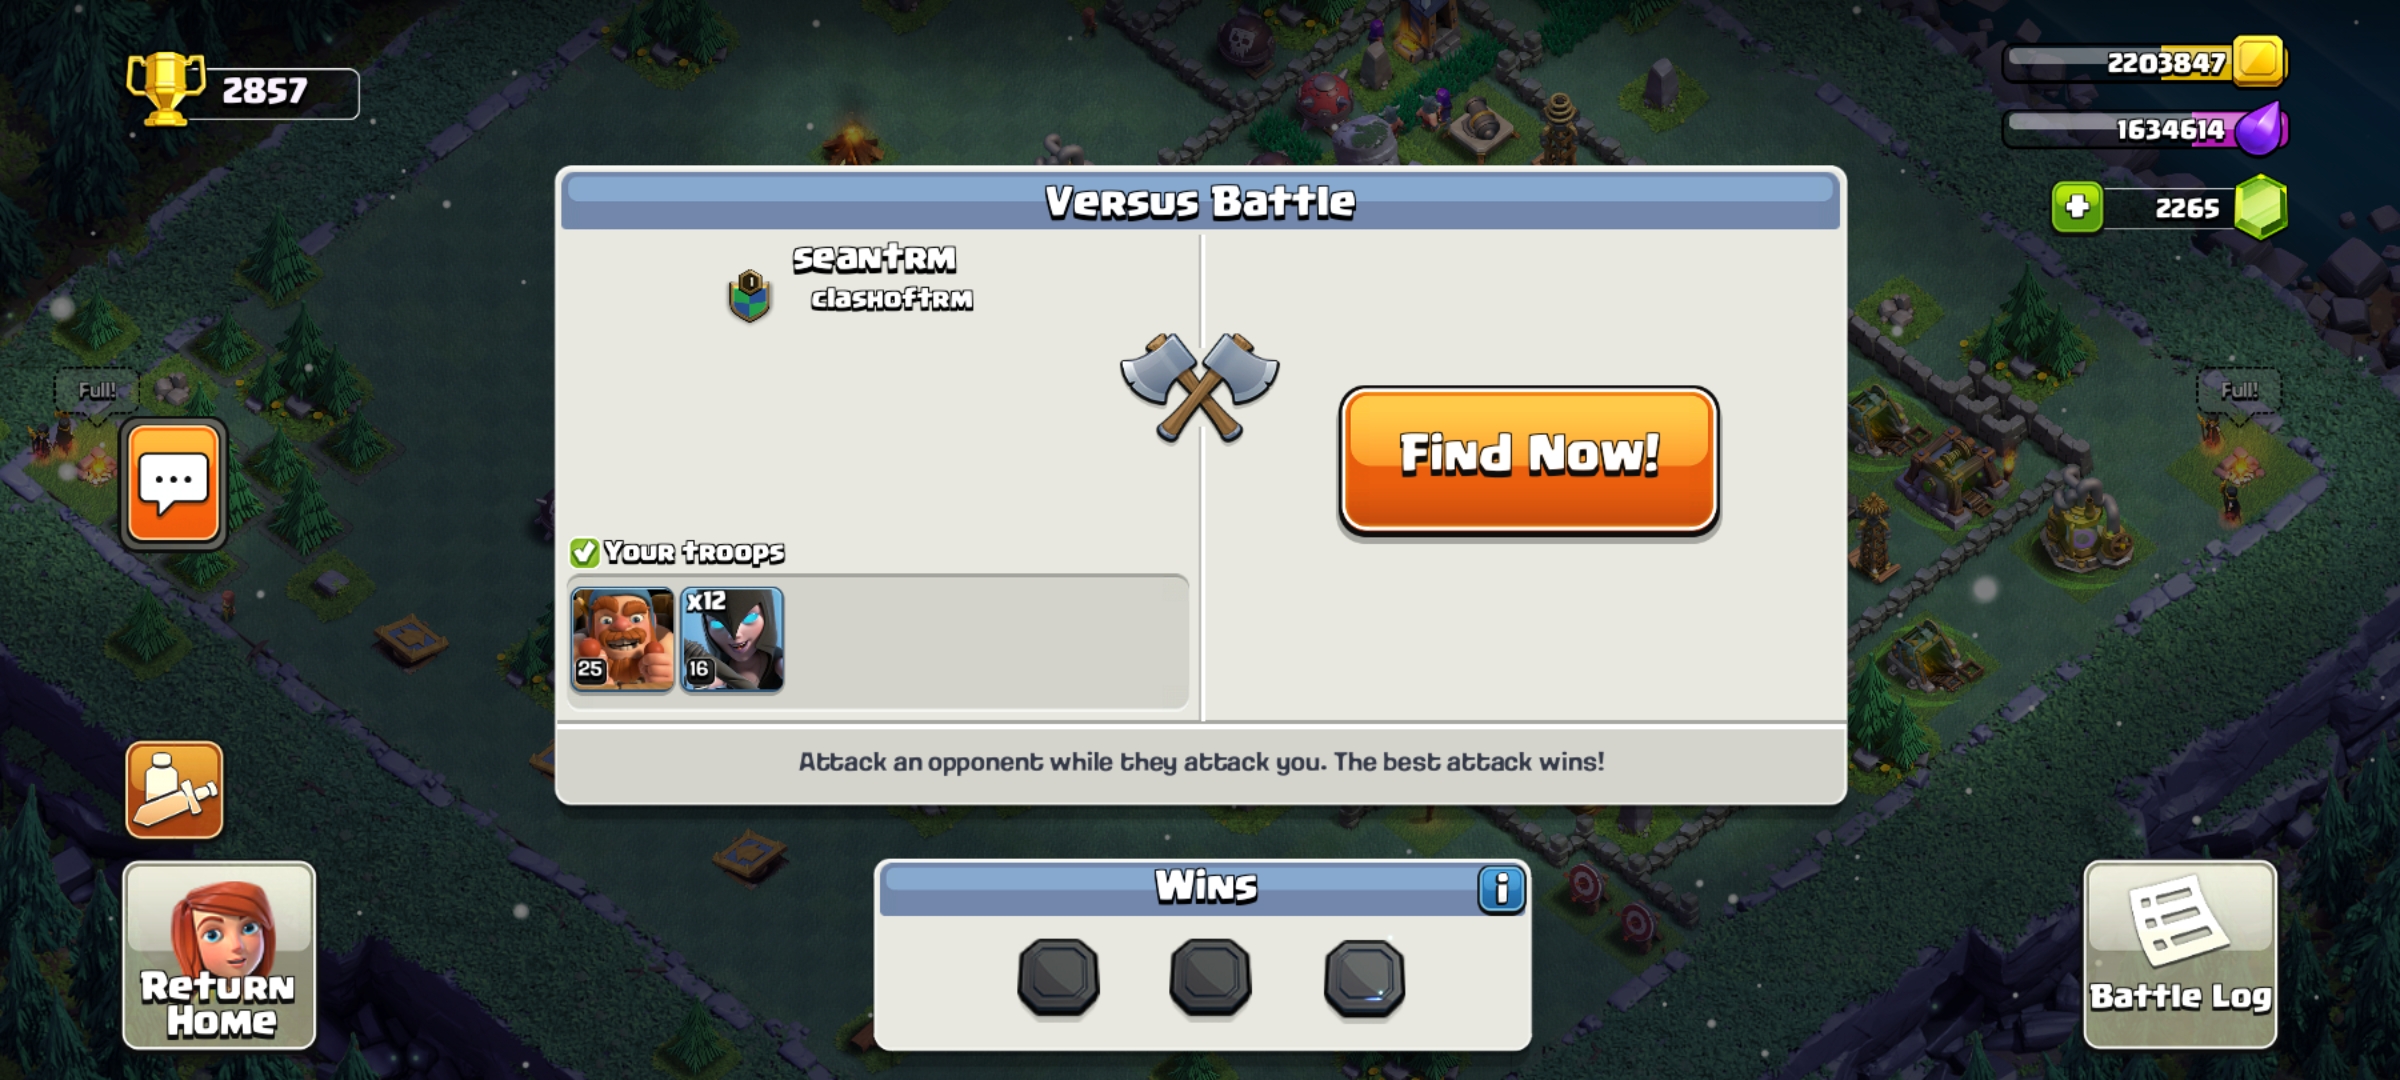 2857
2203847
1634614
2265
Versus Battle
seantrm
1
clashoftrm
Full!
Full!
Find Now!
Your troops
x12
25
16
Attack an opponent while they attack you. The best attack wins!
Wins
i
Return
Home
Battle Log